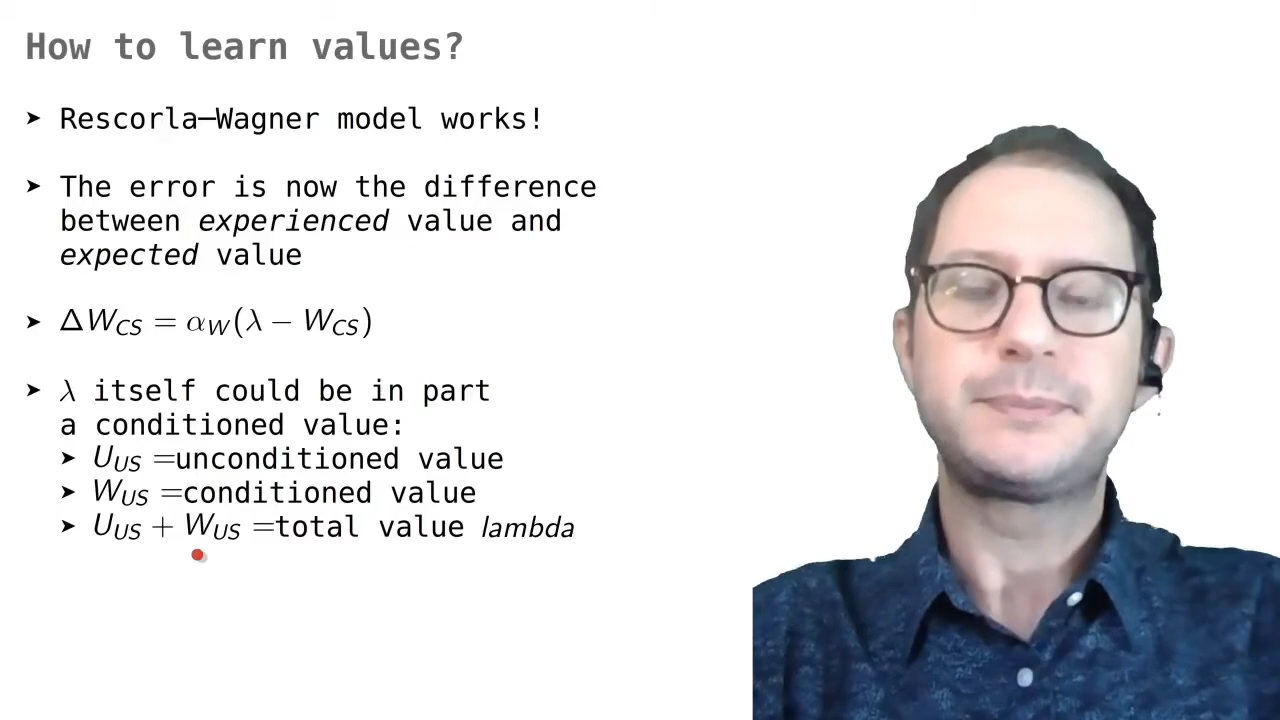 How to learn values?
➤ Rescorla–Wagner model works!
➤ The error is now the difference
between experienced value and
expected value
➤ ΔW_CS = α_W(λ − W_CS)
➤ λ itself could be in part
a conditioned value:
➤ U_US =unconditioned value
➤ W_US =conditioned value
➤ U_US + W_US =total value lambda